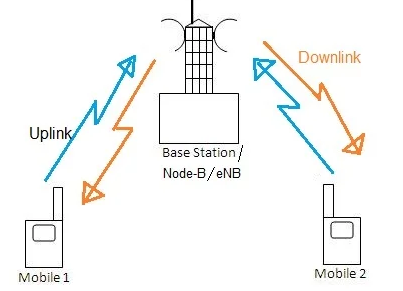 Downlink
Uplink
Base Station/
Node-B/eNB
Mobile 1
Mobile 2